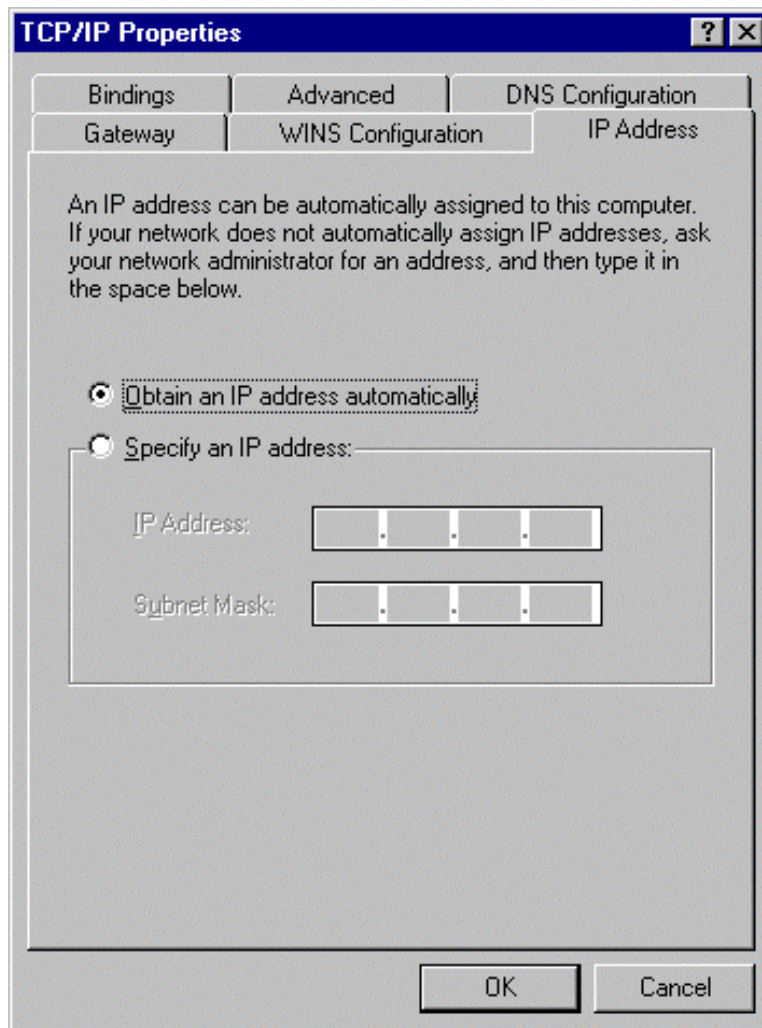 TCP/IP Properties
Bindings Advanced DNS Configuration
Gateway WINS Configuration IP Address
An IP address can be automatically assigned to this computer.
If your network does not automatically assign IP addresses, ask
your network administrator for an address, and then type it in
the space below.
Obtain an IP address automatically
Specify an IP address:
IP Address:
Subnet Mask:
OK Cancel